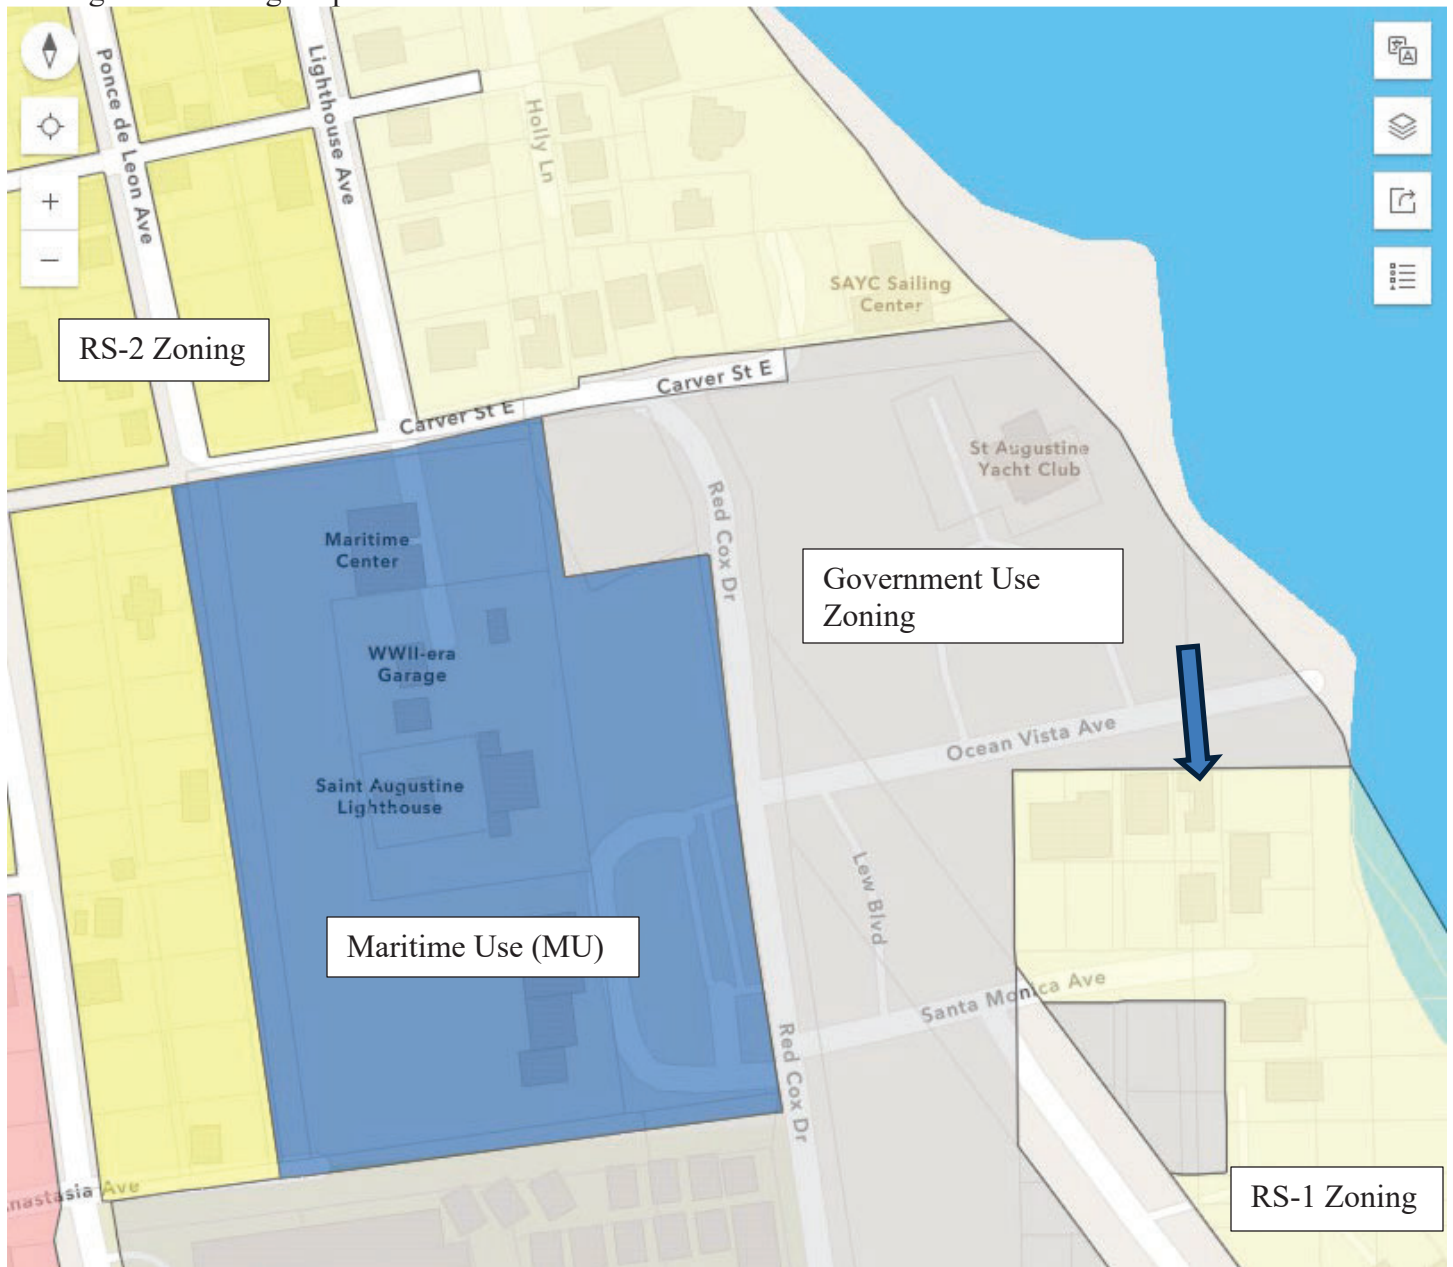 Ponce de Leon Ave
Lighthouse Ave
Holly Ln
SAYC Sailing
Center
RS-2 Zoning
Carver St E
Carver St E
St Augustine
Yacht Club
Red Cox Dr
Maritime
Center
Government Use
Zoning
WWII-era
Garage
Ocean Vista Ave
Saint Augustine
Lighthouse
Lew Blvd
Maritime Use (MU)
Santa Monica Ave
Red Cox Dr
Ave
RS-1 Zoning